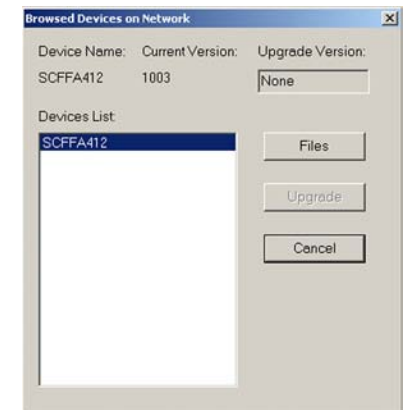 Browsed Devices on Network
Device Name: Current Version: Upgrade Version:
SCFFA412 1003 None
Devices List:
SCFFA412
Files
Upgrade
Cancel